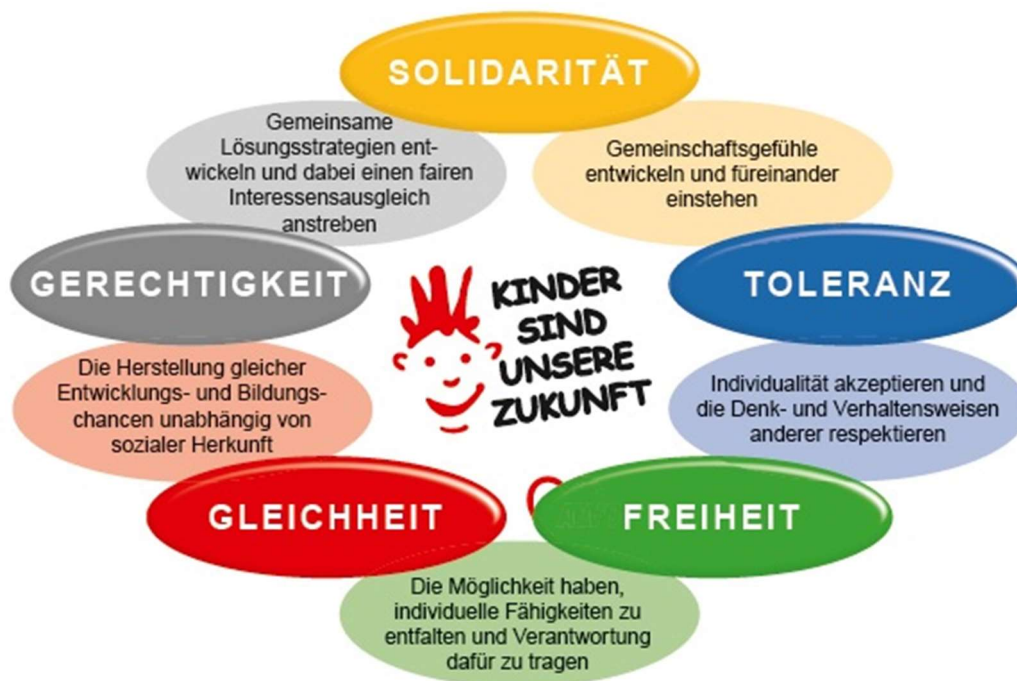 SOLIDARITÄT
Gemeinsame
Lösungsstrategien ent-
wickeln und dabei einen fairen
Interessensausgleich
anstreben
Gemeinschaftsgefühle
entwickeln und füreinander
einstehen
GERECHTIGKEIT
KINDER
SIND
UNSERE
ZUKUNFT
TOLERANZ
Die Herstellung gleicher
Entwicklungs- und Bildungs-
chancen unabhängig von
sozialer Herkunft
Individualität akzeptieren und
die Denk- und Verhaltensweisen
anderer respektieren
GLEICHHEIT
FREIHEIT
Die Möglichkeit haben,
individuelle Fähigkeiten zu
entfalten und Verantwortung
dafür zu tragen